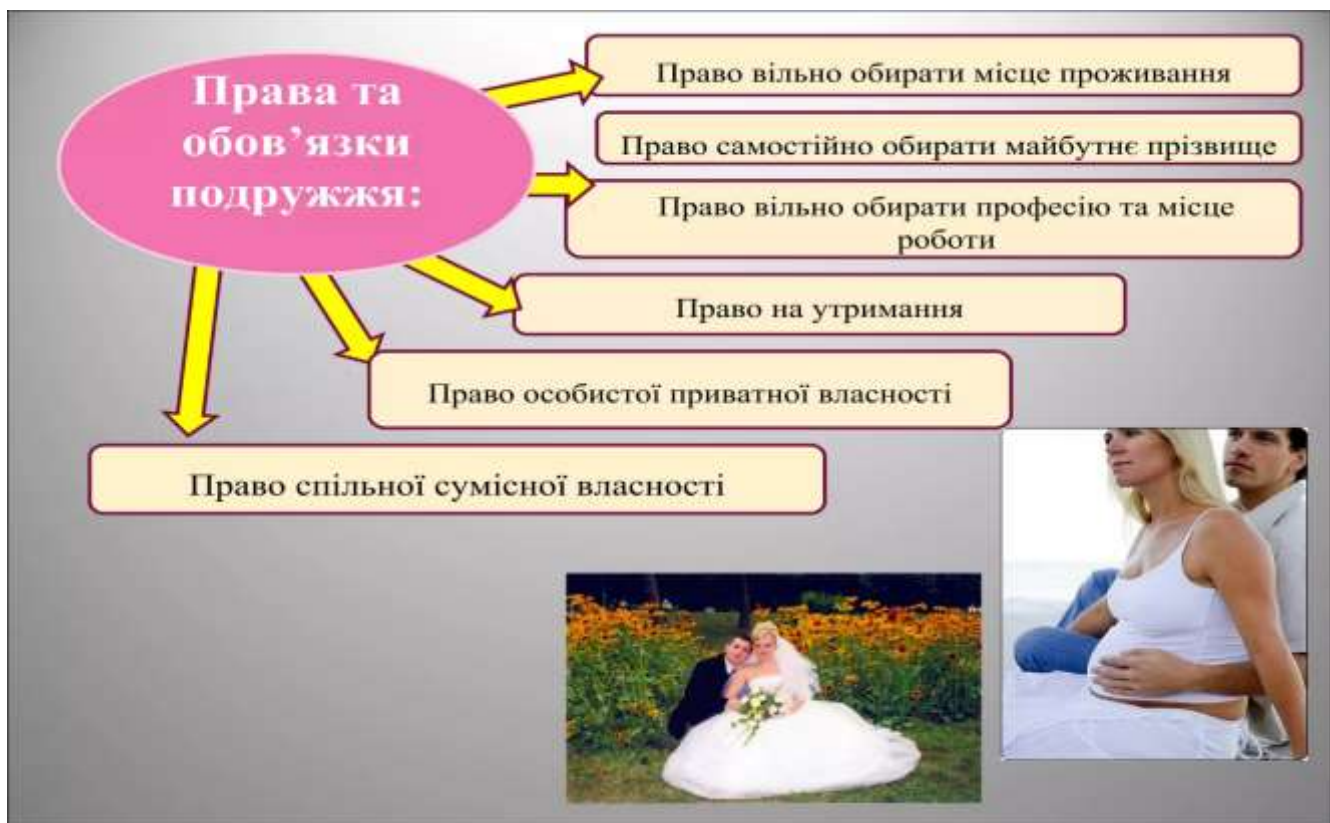 Права та
обов’язки
подружжя:
Право вільно обирати місце проживання
Право самостійно обирати майбутнє прізвище
Право вільно обирати професію та місце
роботи
Право на утримання
Право особистої приватної власності
Право спільної сумісної власності